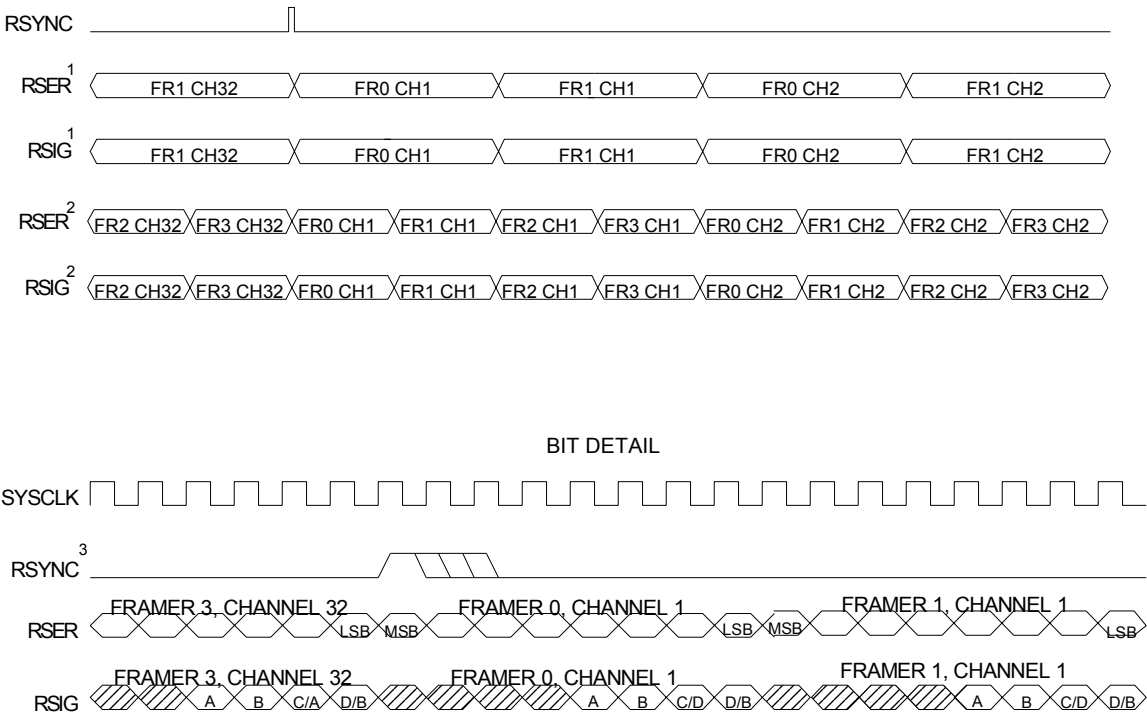 RSYNC
RSER1 FR1 CH32 FR0 CH1 FR1 CH1 FR0 CH2 FR1 CH2
RSIG1 FR1 CH32 FR0 CH1 FR1 CH1 FR0 CH2 FR1 CH2
RSER2 FR2 CH32 FR3 CH32 FR0 CH1 FR1 CH1 FR2 CH1 FR3 CH1 FR0 CH2 FR1 CH2 FR2 CH2 FR3 CH2
RSIG2 FR2 CH32 FR3 CH32 FR0 CH1 FR1 CH1 FR2 CH1 FR3 CH1 FR0 CH2 FR1 CH2 FR2 CH2 FR3 CH2
BIT DETAIL
SYSCLK
RSYNC3
FRAMER 3, CHANNEL 32 FRAMER 0, CHANNEL 1 FRAMER 1, CHANNEL 1
RSER LSB MSB LSB MSB LSB
FRAMER 3, CHANNEL 32 FRAMER 0, CHANNEL 1 FRAMER 1, CHANNEL 1
RSIG A B C/A D/B A B C/D D/B A B C/D D/B